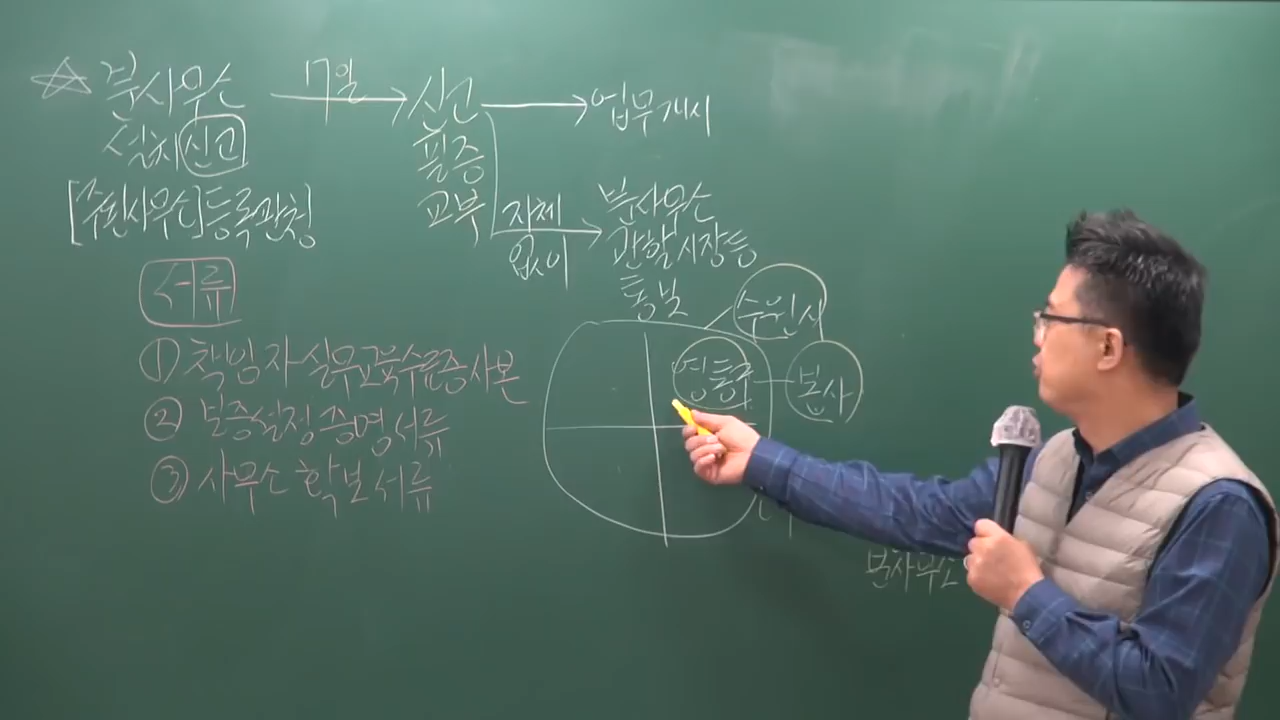 분사무소 7일 신고 업무개시
설치신고 필증
[주된사무소]등록관청 교부 지체 분사무소
없이 관할시장등
통보
서류
① 책임자 실무교육수료증사본
② 보증설정증명서류
③ 사무소확보서류
수원시
영통구 본사
분사무소